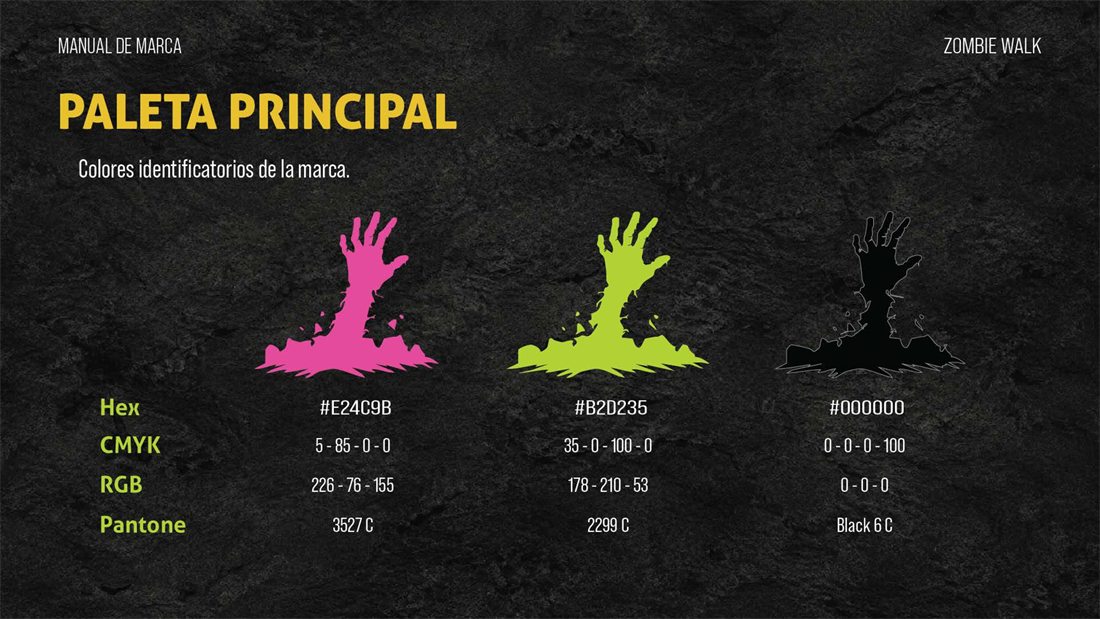 MANUAL DE MARCA
ZOMBIE WALK
PALETA PRINCIPAL
Colores identificatorios de la marca.
Hex #E24C9B #B2D235 #000000
CMYK 5 - 85 - 0 - 0 35 - 0 - 100 - 0 0 - 0 - 0 - 100
RGB 226 - 76 - 155 178 - 210 - 53 0 - 0 - 0
Pantone 3527 C 2299 C Black 6 C